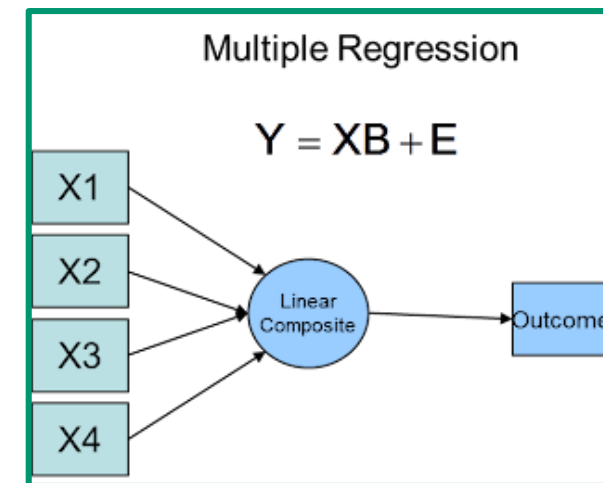 Multiple Regression
Y = XB + E
X1
X2
X3
X4
Linear
Composite
Outcome